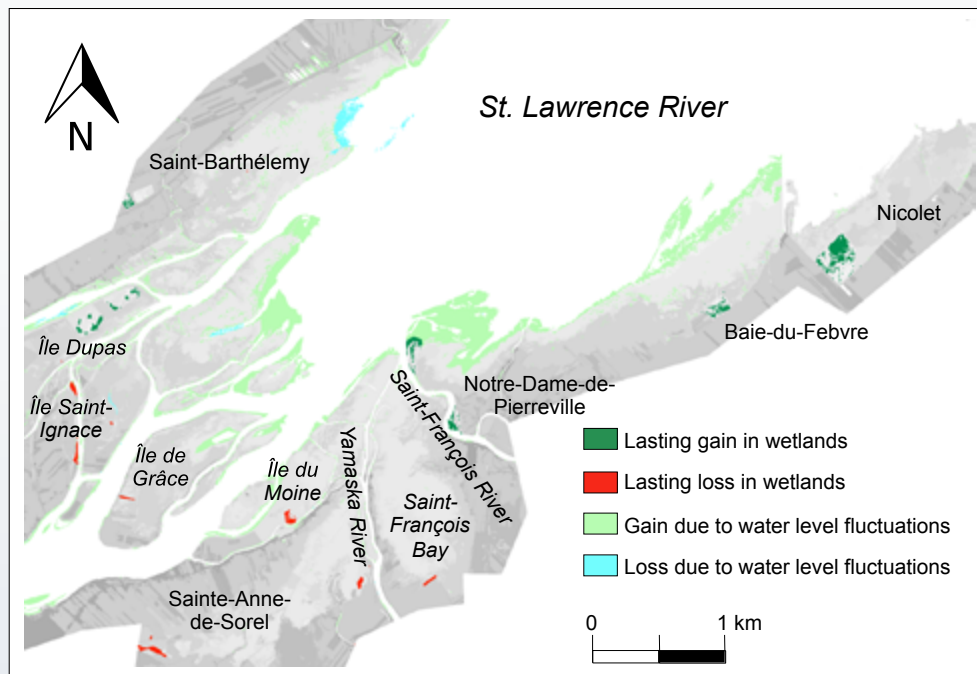 N
St. Lawrence River
Saint-Barthélemy
Nicolet
Île Dupas
Baie-du-Febvre
Île Saint-
Ignace
Île de
Grâce
Île du
Moine
Yamaska River
Saint-François River
Notre-Dame-de-
Pierreville
Saint-
François
Bay
Sainte-Anne-
de-Sorel
Lasting gain in wetlands
Lasting loss in wetlands
Gain due to water level fluctuations
Loss due to water level fluctuations
0 1 km